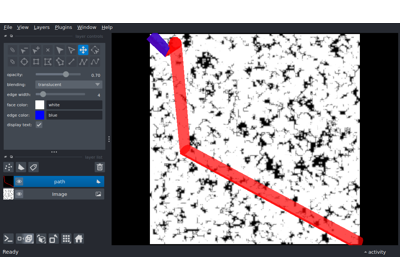 File View Layers Plugins Window Help
opacity: 0.70
blending: translucent
edge width: 4
face color: white
edge color: blue
display text: ✓
path
Image
Ready activity